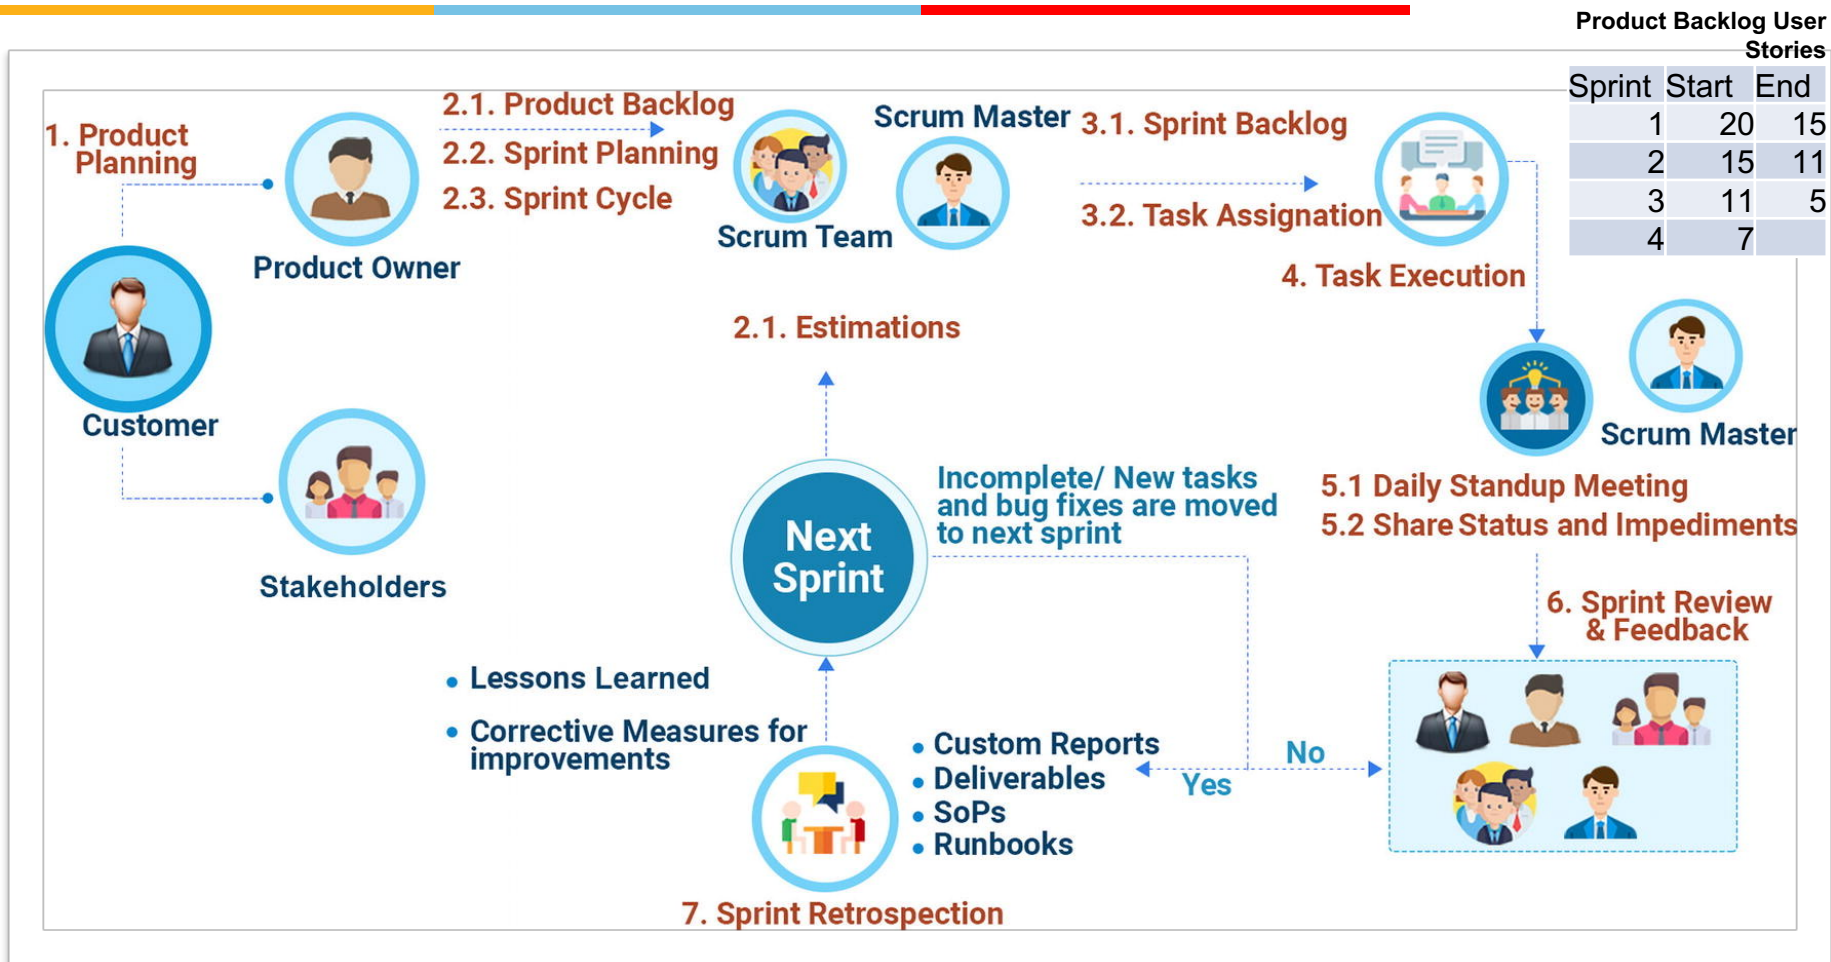 Product Backlog User
Stories
Sprint Start End
1 20 15
2 15 11
3 11 5
4 7
1. Product
Planning
Product Owner
2.1. Product Backlog
2.2. Sprint Planning
2.3. Sprint Cycle
Scrum Team
Scrum Master
3.1. Sprint Backlog
3.2. Task Assignation
4. Task Execution
Customer
Stakeholders
2.1. Estimations
Scrum Master
5.1 Daily Standup Meeting
5.2 Share Status and Impediments
Next
Sprint
Incomplete/ New tasks
and bug fixes are moved
to next sprint
6. Sprint Review
& Feedback
Lessons Learned
Corrective Measures for
improvements
Custom Reports
Deliverables
SoPs
Runbooks
Yes
No
7. Sprint Retrospection